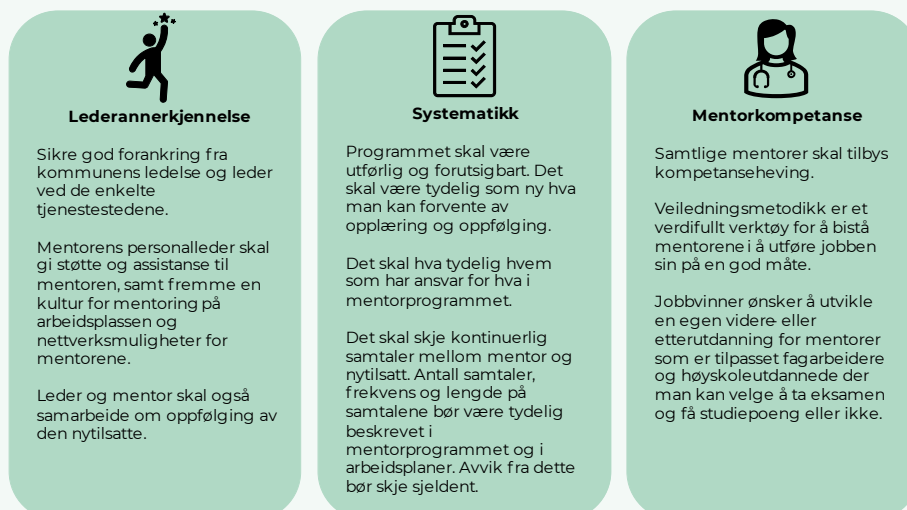 Lederannerkjennelse
Sikre god forankring fra
kommunens ledelse og leder
ved de enkelte
tjenestestedene.
Mentorens personalleder skal
gi støtte og assistanse til
mentoren, samt fremme en
kultur for mentoring på
arbeidsplassen og
nettverksmuligheter for
mentorene.
Leder og mentor skal også
samarbeide om oppfølging av
den nytilsatte.
Systematikk
Programmet skal være
utførlig og forutsigbart. Det
skal være tydelig som ny hva
man kan forvente av
opplæring og oppfølging.
Det skal hva tydelig hvem
som har ansvar for hva i
mentorprogrammet.
Det skal skje kontinuerlig
samtaler mellom mentor og
nytilsatt. Antall samtaler,
frekvens og lengde på
samtalene bør være tydelig
beskrevet i
mentorprogrammet og i
arbeidsplaner. Avvik fra dette
bør skje sjeldent.
Mentorkompetanse
Samtlige mentorer skal tilbys
kompetanseheving.
Veiledningsmetodikk er et
verdifullt verktøy for å bistå
mentorene i å utføre jobben
sin på en god måte.
Jobbvinner ønsker å utvikle
en egen videre- eller
etterutdanning for mentorer
som er tilpasset fagarbeidere
og høyskoleutdannede der
man kan velge å ta eksamen
og få studiepoeng eller ikke.